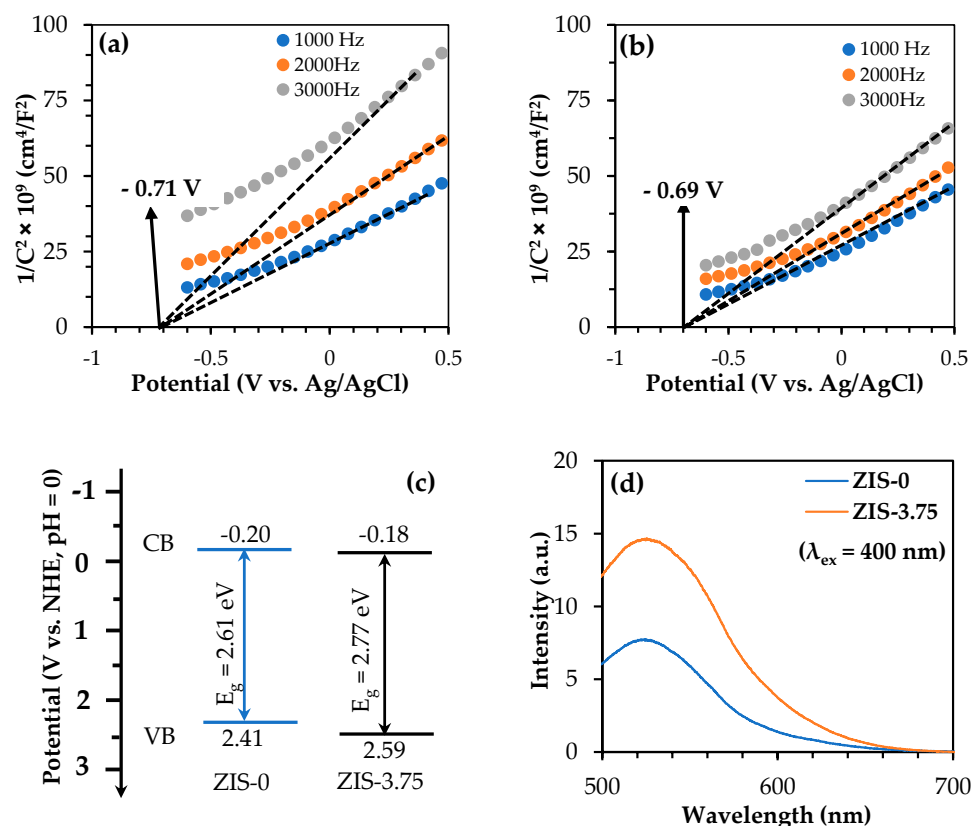 (a)
1000 Hz
2000Hz
3000Hz
- 0.71 V
100
75
50
25
0
-1
-0.5
0
0.5
1/C² × 10⁹ (cm⁴/F²)
Potential (V vs. Ag/AgCl)
(b)
1000 Hz
2000Hz
3000Hz
- 0.69 V
100
75
50
25
0
-1
-0.5
0
0.5
1/C² × 10⁹ (cm⁴/F²)
Potential (V vs. Ag/AgCl)
(c)
Potential (V vs. NHE, pH = 0)
-1
0
1
2
3
CB
VB
-0.20
-0.18
E_g = 2.61 eV
E_g = 2.77 eV
2.41
2.59
ZIS-0
ZIS-3.75
(d)
ZIS-0
ZIS-3.75
(λ_ex = 400 nm)
20
15
10
5
0
500
600
700
Intensity (a.u.)
Wavelength (nm)